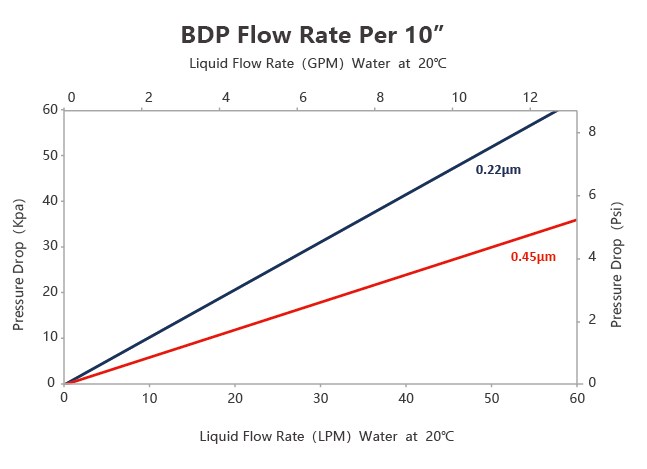 BDP Flow Rate Per 10″
Liquid Flow Rate（GPM）Water at 20℃
0 2 4 6 8 10 12
60
50
40
30
20
10
0
Pressure Drop（Kpa）
0.22μm
0.45μm
8
6
4
2
0
Pressure Drop（Psi）
0 10 20 30 40 50 60
Liquid Flow Rate（LPM）Water at 20℃